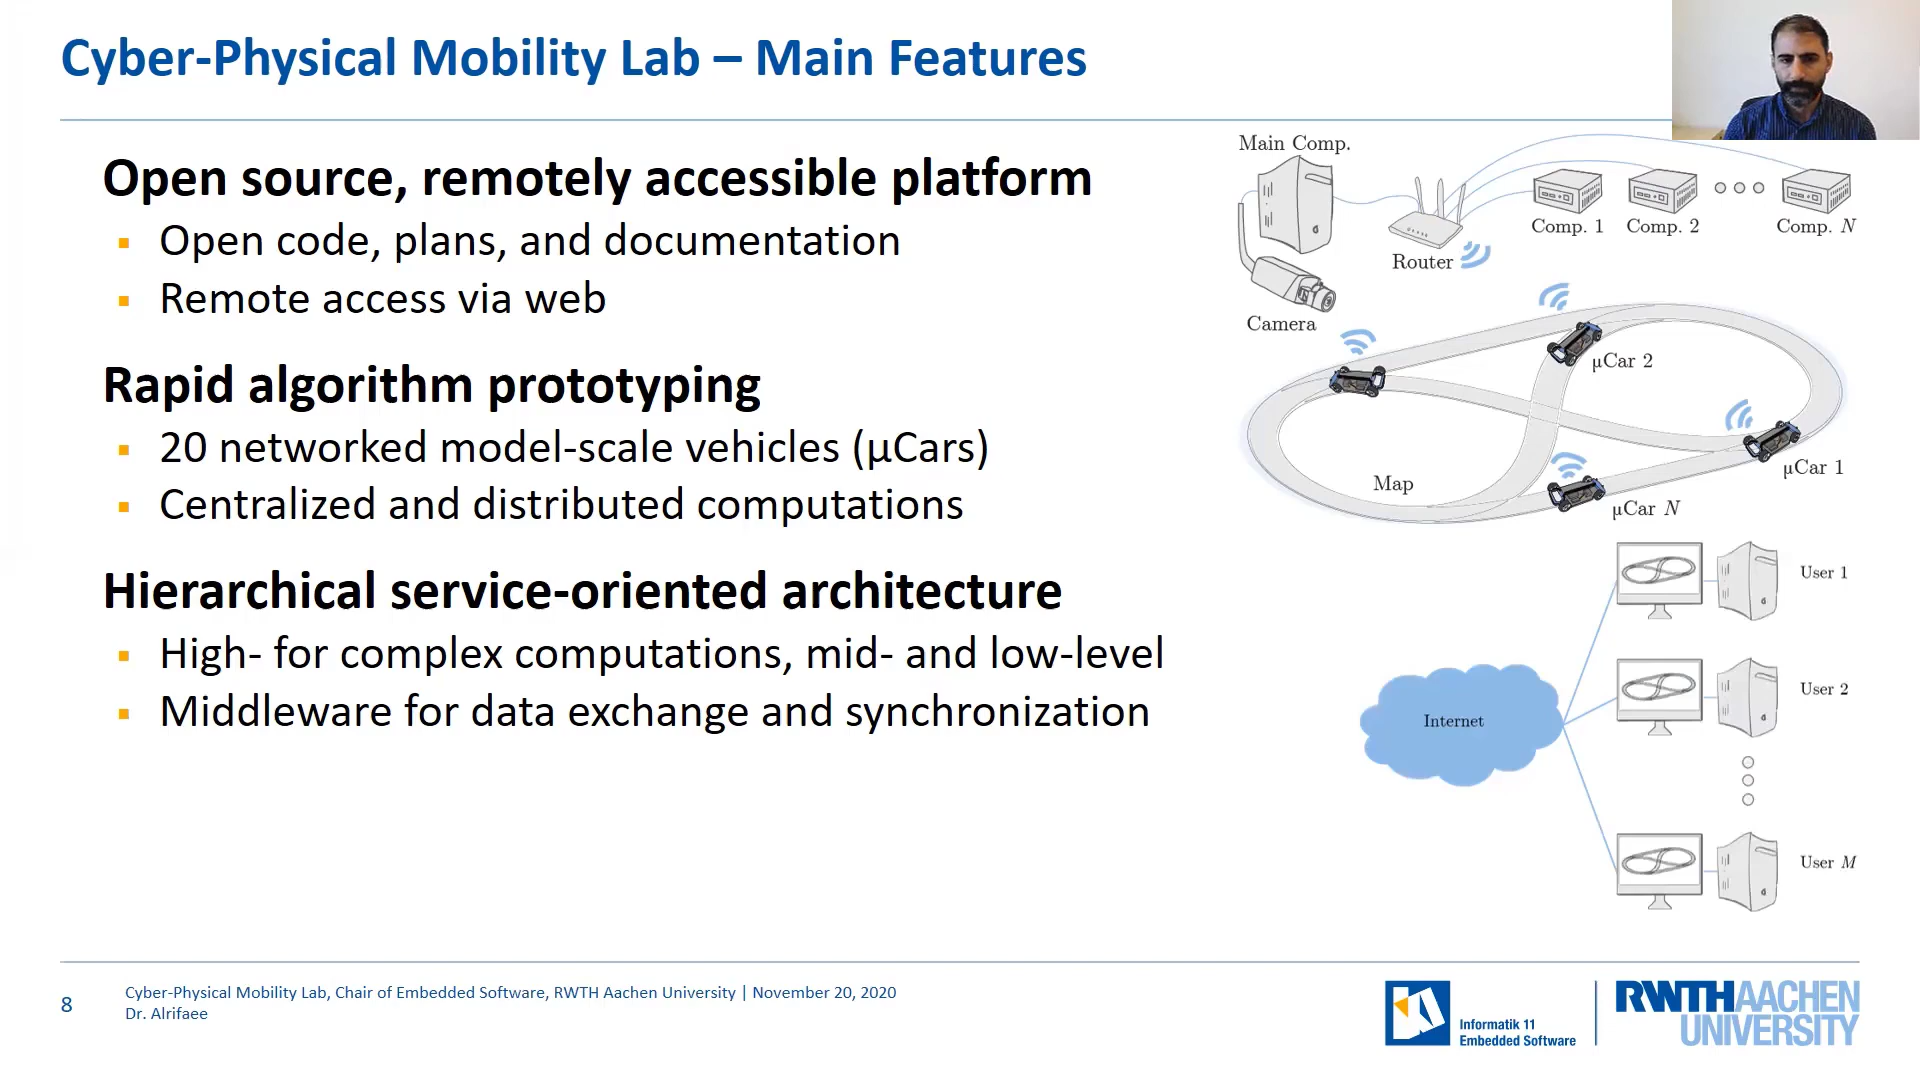 Cyber-Physical Mobility Lab – Main Features
Open source, remotely accessible platform
▪ Open code, plans, and documentation
▪ Remote access via web
Rapid algorithm prototyping
▪ 20 networked model-scale vehicles (µCars)
▪ Centralized and distributed computations
Hierarchical service-oriented architecture
▪ High- for complex computations, mid- and low-level
▪ Middleware for data exchange and synchronization
Main Comp.
Comp. 1
Comp. 2
Comp. N
Router
Camera
µCar 2
µCar 1
Map
µCar N
User 1
User 2
Internet
User M
8
Cyber-Physical Mobility Lab, Chair of Embedded Software, RWTH Aachen University | November 20, 2020
Dr. Alrifaee
Informatik 11
Embedded Software
RWTH AACHEN
UNIVERSITY